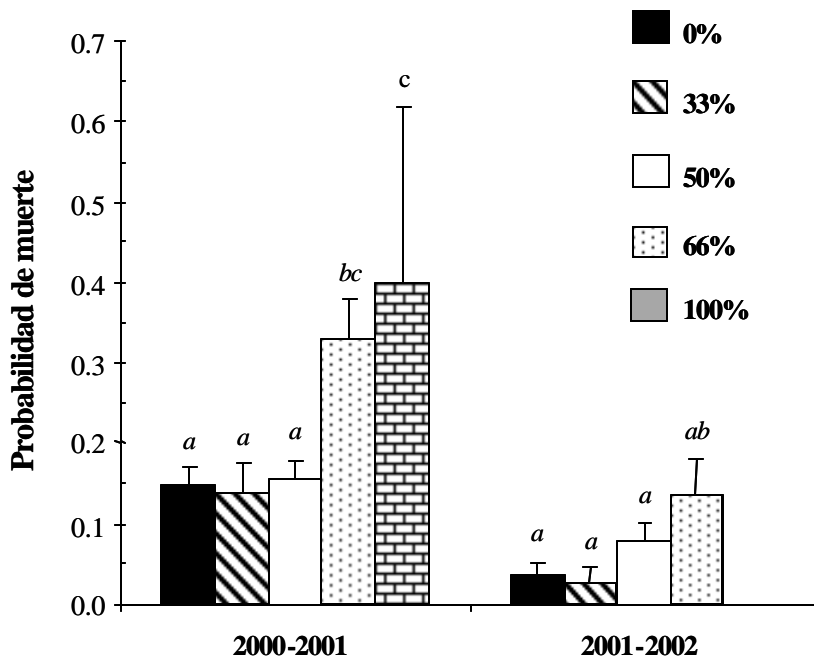 Probabilidad de muerte
0.7
0.6
0.5
0.4
0.3
0.2
0.1
0.0
a
a
a
bc
c
a
a
a
ab
2000-2001
2001-2002
0%
33%
50%
66%
100%